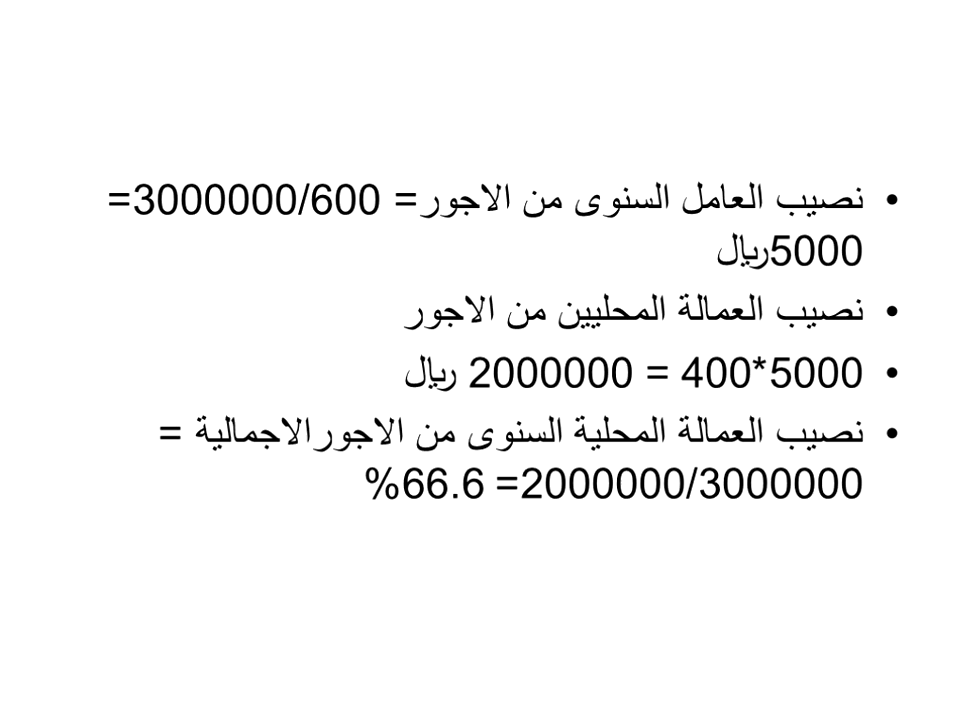 • نصيب العامل السنوى من الاجور= 3000000/600=
5000ريال
• نصيب العمالة المحليين من الاجور
• 5000*400 = 2000000 ريال
• نصيب العمالة المحلية السنوى من الاجورالاجمالية =
2000000/3000000= 66.6%